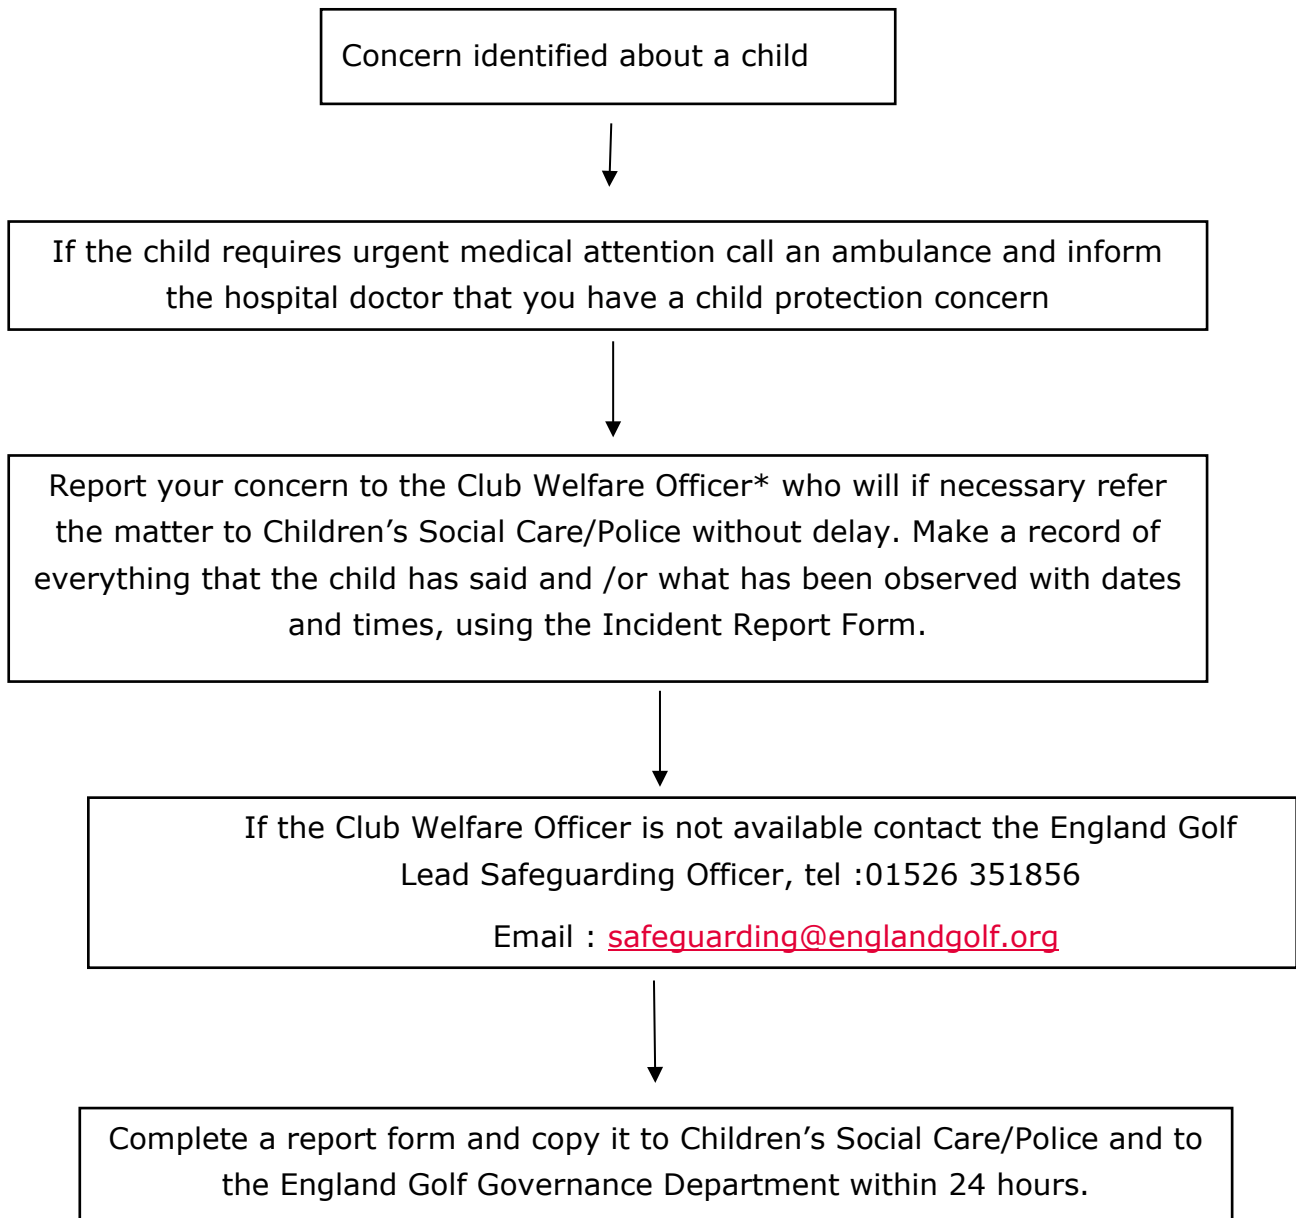 Concern identified about a child
If the child requires urgent medical attention call an ambulance and inform
the hospital doctor that you have a child protection concern
Report your concern to the Club Welfare Officer* who will if necessary refer
the matter to Children’s Social Care/Police without delay. Make a record of
everything that the child has said and /or what has been observed with dates
and times, using the Incident Report Form.
If the Club Welfare Officer is not available contact the England Golf
Lead Safeguarding Officer, tel :01526 351856
Email : safeguarding@englandgolf.org
Complete a report form and copy it to Children’s Social Care/Police and to
the England Golf Governance Department within 24 hours.